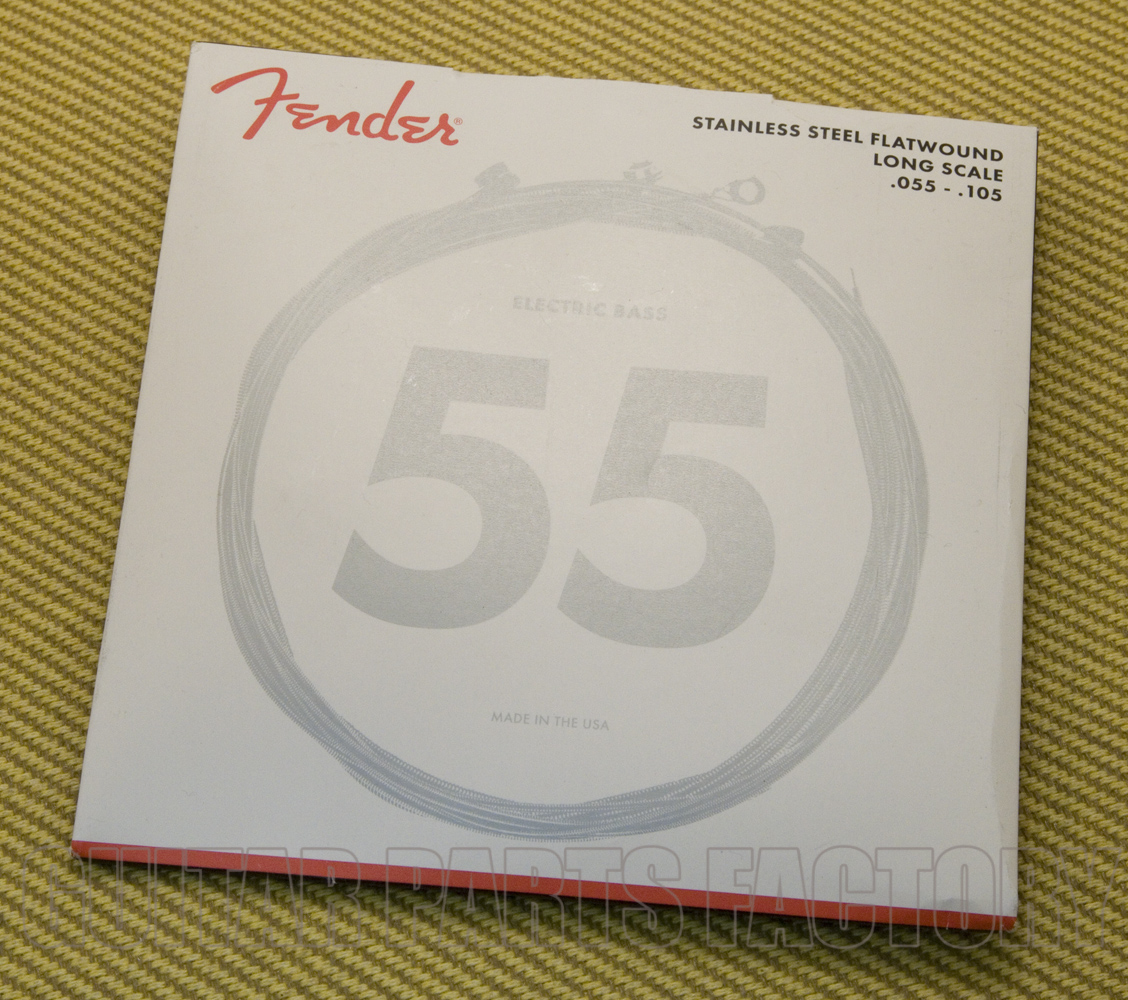 Fender®
STAINLESS STEEL FLATWOUND
LONG SCALE
.055 - .105
ELECTRIC BASS
55
MADE IN THE USA
GUITAR PARTS FACTORY